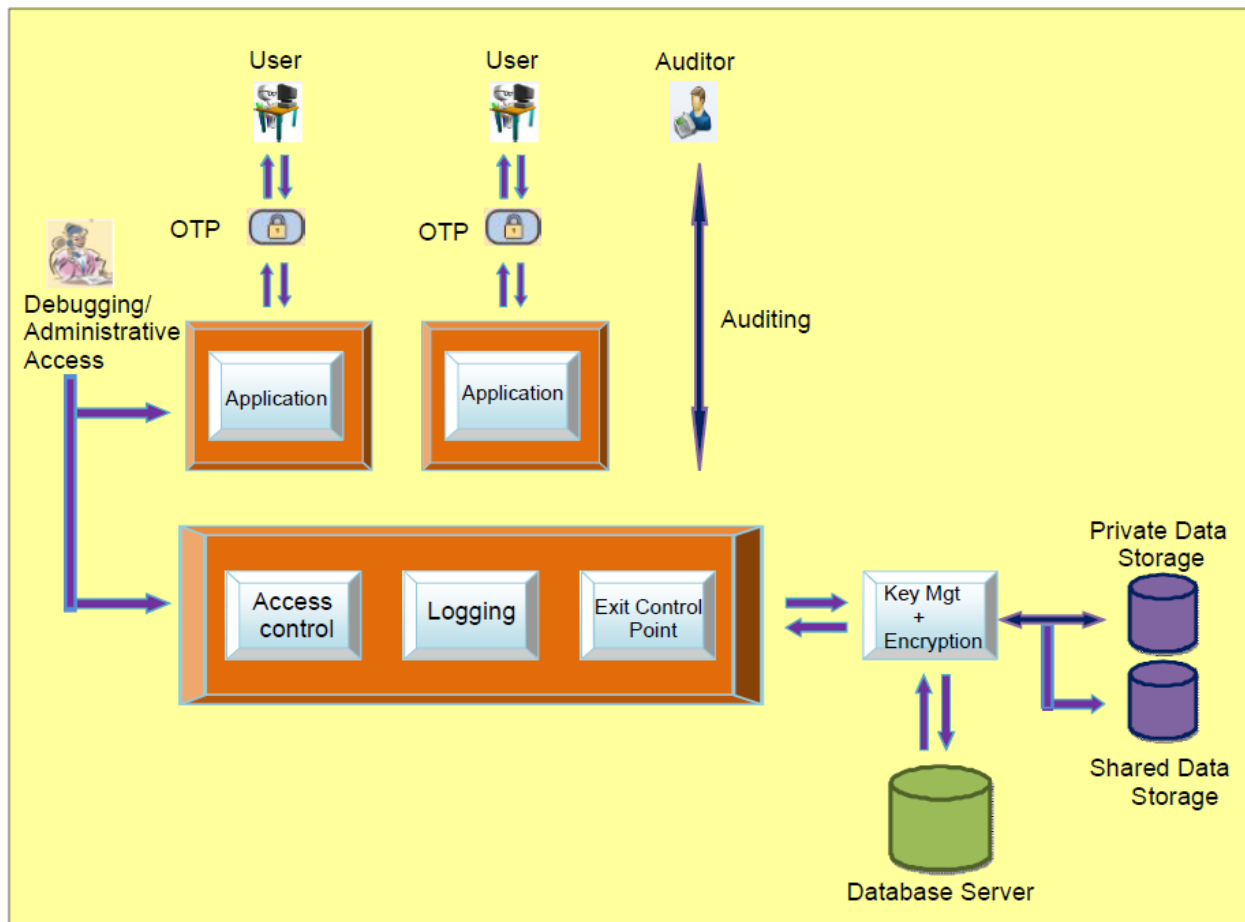 User
User
Auditor
OTP
OTP
Debugging/
Administrative
Access
Auditing
Application
Application
Access
control
Logging
Exit Control
Point
Key Mgt
+
Encryption
Private Data
Storage
Shared Data
Storage
Database Server